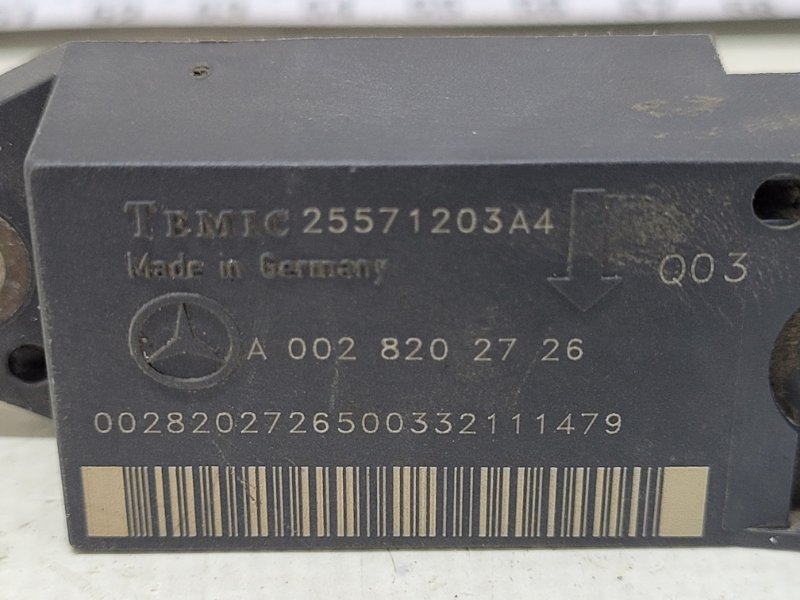 TEMIC 25571203A4
Made in Germany
Q03
A 002 820 27 26
0028202726500332111479